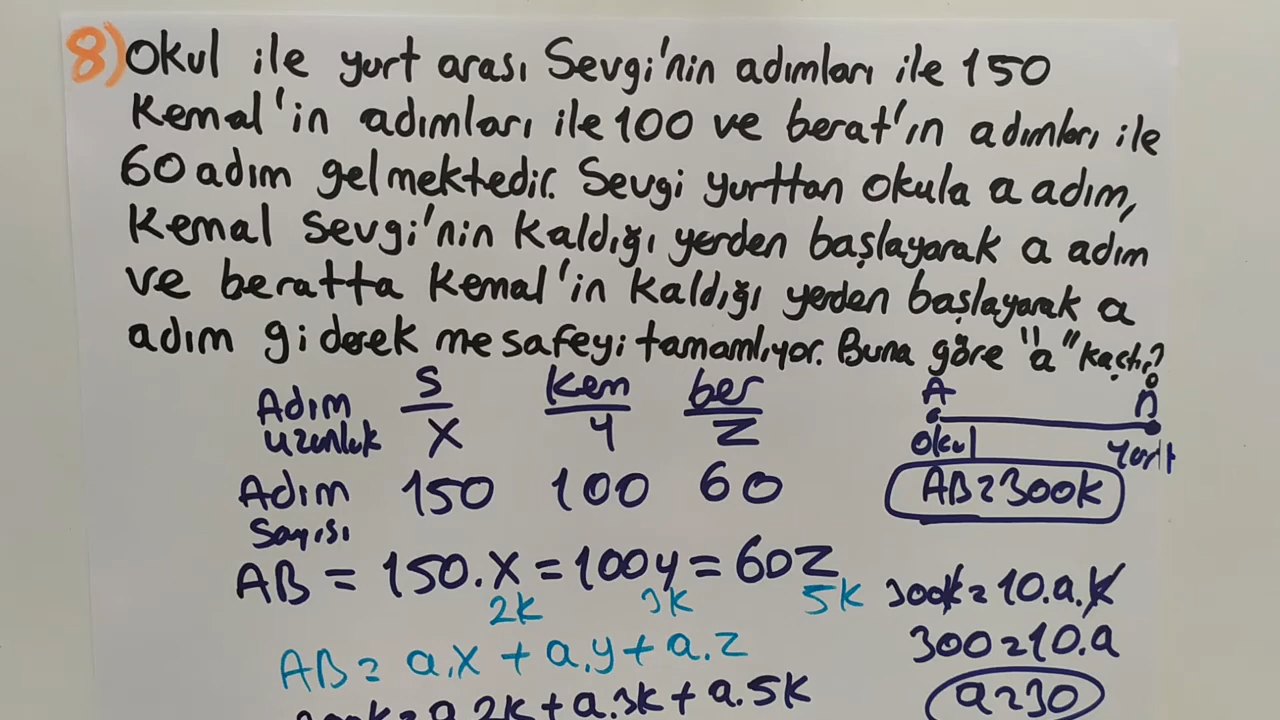 8) Okul ile yurt arası Sevgi'nin adımları ile 150
Kemal'in adımları ile 100 ve berat'ın adımları ile
60 adım gelmektedir. Sevgi yurttan okula a adım,
Kemal Sevgi'nin kaldığı yerden başlayarak a adım
ve beratta Kemal'in kaldığı yerden başlayarak a
adım giderek mesafeyi tamamlıyor. Buna göre "a" kaçtır?
Adım uzunluk S/X Kem/Y ber/Z
Adım Sayısı 150 100 60
A B
Okul Yurt
AB=300k
AB = 150.X = 100Y = 60Z
2k 3k 5k
AB = a.x + a.y + a.z
300k = a.2k + a.3k + a.5k
300k = 10.a.k
300 = 10.a
a = 30